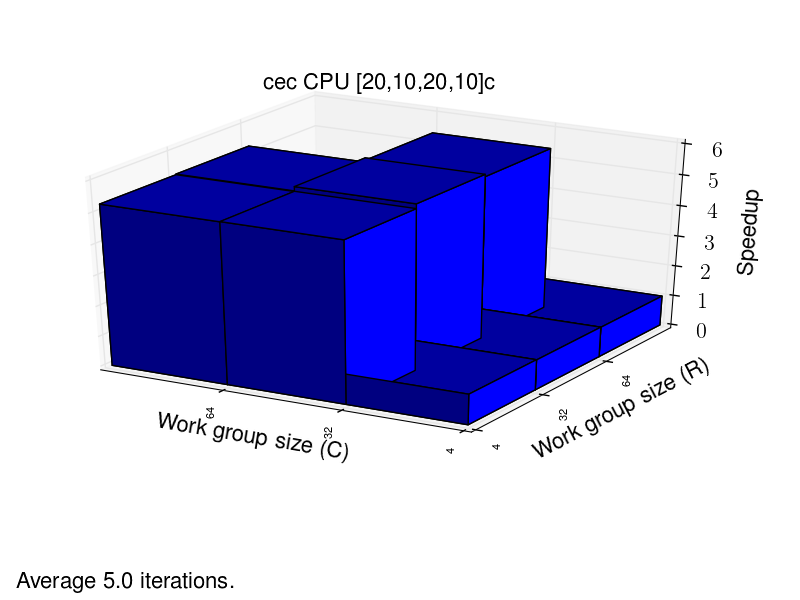 cec CPU [20,10,20,10]c
6
5
4
3
2
1
0
Speedup
64
32
4
Work group size (C)
4
32
64
Work group size (R)
Average 5.0 iterations.